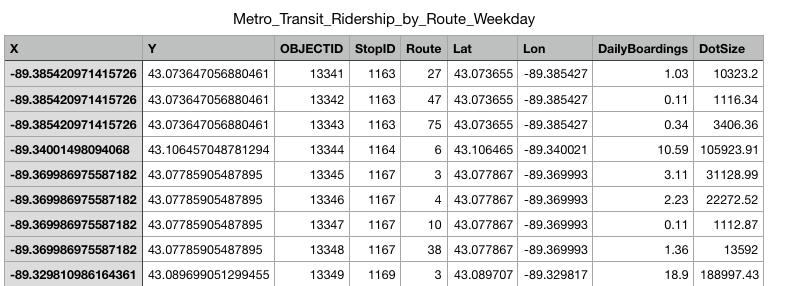 Metro_Transit_Ridership_by_Route_Weekday
X Y OBJECTID StopID Route Lat Lon DailyBoardings DotSize
-89.385420971415726 43.073647056880461 13341 1163 27 43.073655 -89.385427 1.03 10323.2
-89.385420971415726 43.073647056880461 13342 1163 47 43.073655 -89.385427 0.11 1116.34
-89.385420971415726 43.073647056880461 13343 1163 75 43.073655 -89.385427 0.34 3406.36
-89.34001498094068 43.106457048781294 13344 1164 6 43.106465 -89.340021 10.59 105923.91
-89.369986975587182 43.07785905487895 13345 1167 3 43.077867 -89.369993 3.11 31128.99
-89.369986975587182 43.07785905487895 13346 1167 4 43.077867 -89.369993 2.23 22272.52
-89.369986975587182 43.07785905487895 13347 1167 10 43.077867 -89.369993 0.11 1112.87
-89.369986975587182 43.07785905487895 13348 1167 38 43.077867 -89.369993 1.36 13592
-89.329810986164361 43.089699051299455 13349 1169 3 43.089707 -89.329817 18.9 188997.43